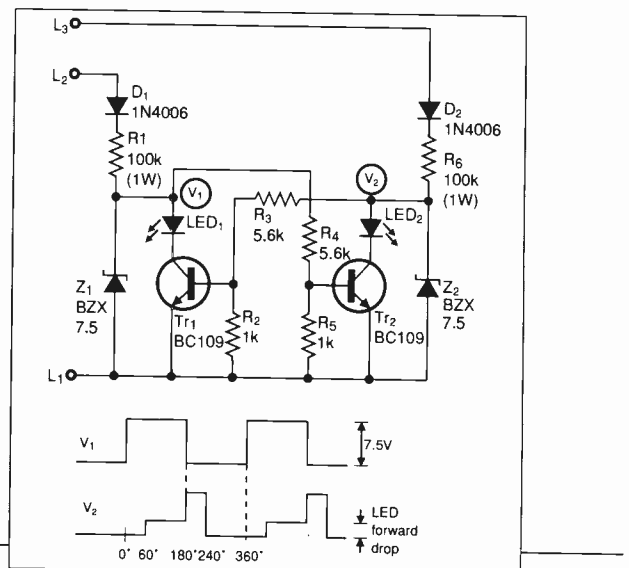 L3
L2
D1
1N4006
D2
1N4006
R1
100k
(1W)
R6
100k
(1W)
V1
V2
R3
5.6k
LED1
LED2
R4
5.6k
Z1
BZX
7.5
Tr1
BC109
R2
1k
R5
1k
Tr2
BC109
Z2
BZX
7.5
L1
V1
7.5V
V2
LED
forward
drop
0° 60° 180° 240° 360°